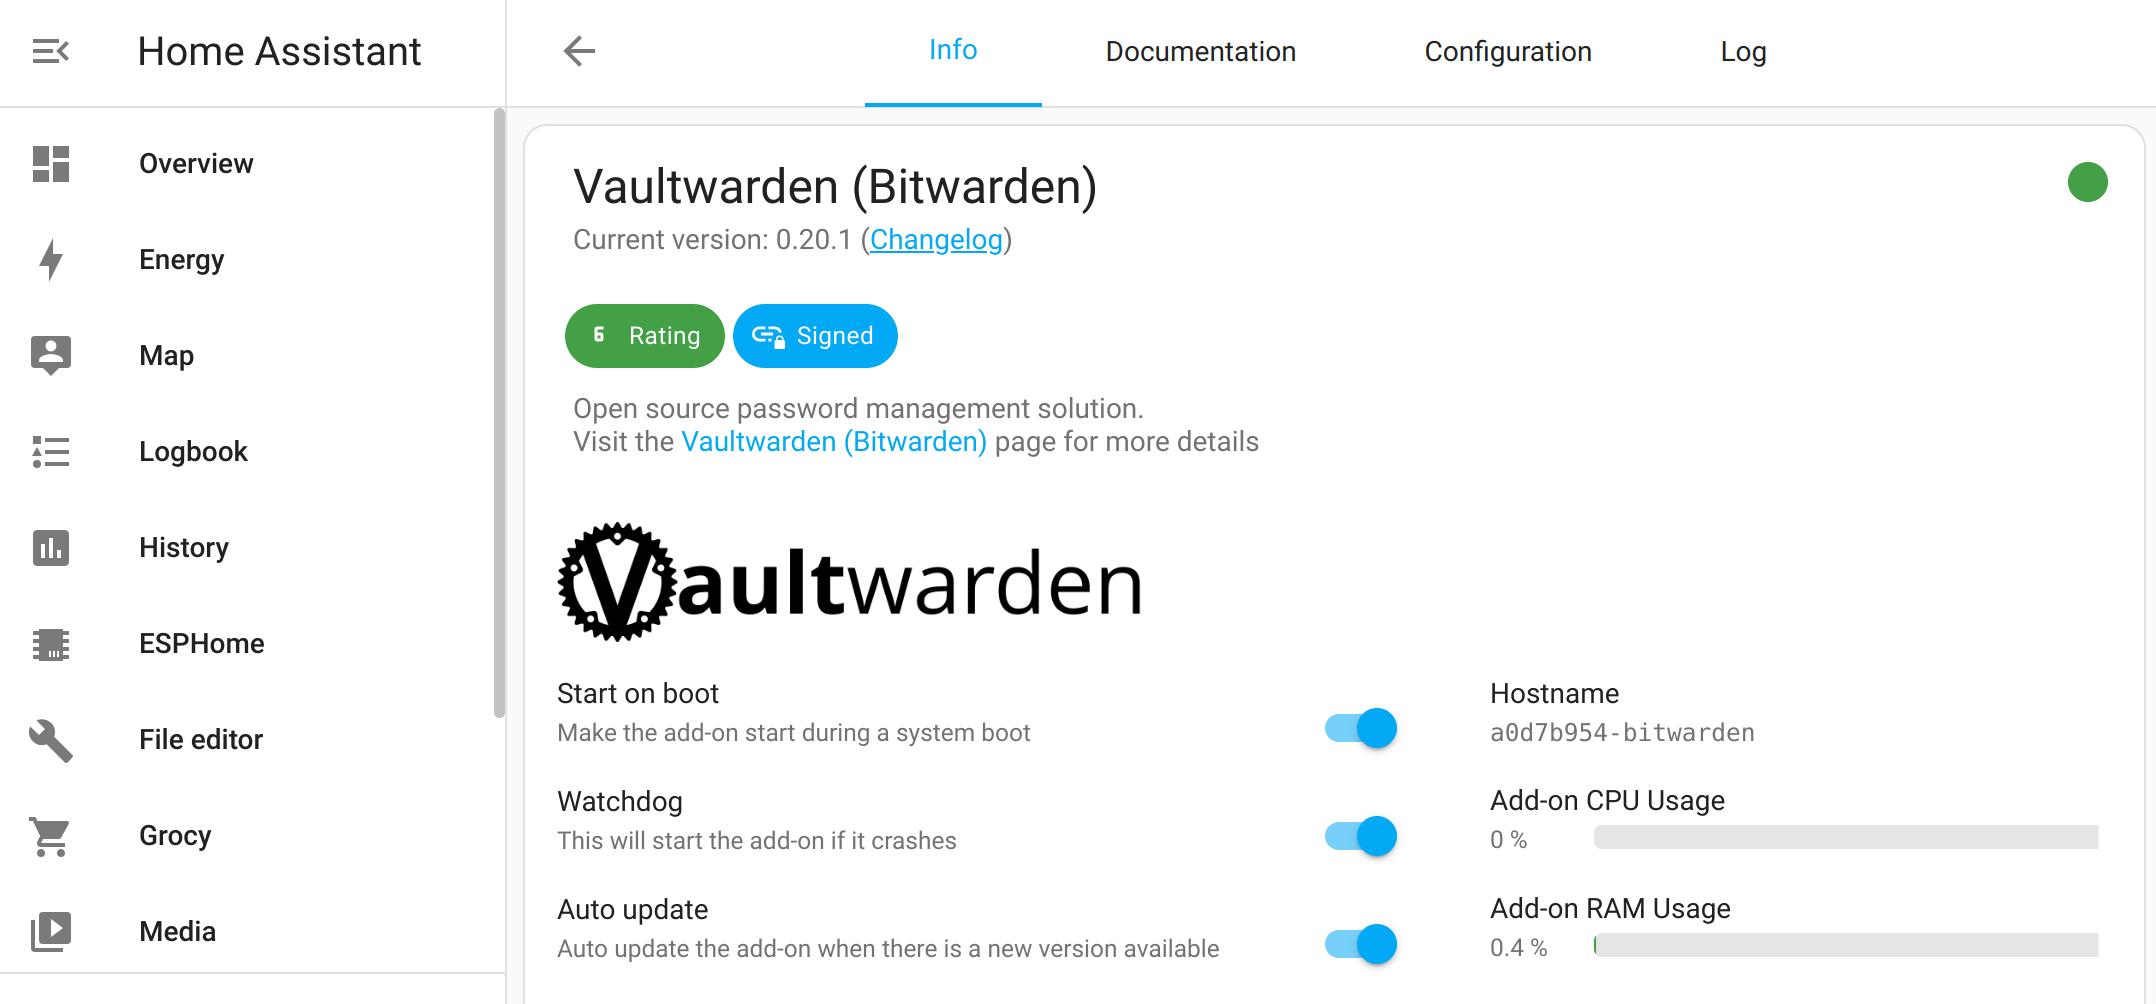 Home Assistant
Info
Documentation
Configuration
Log
Overview
Energy
Map
Logbook
History
ESPHome
File editor
Grocy
Media
Vaultwarden (Bitwarden)
Current version: 0.20.1 (Changelog)
6 Rating
Signed
Open source password management solution.
Visit the Vaultwarden (Bitwarden) page for more details
Vaultwarden
Start on boot
Make the add-on start during a system boot
Watchdog
This will start the add-on if it crashes
Auto update
Auto update the add-on when there is a new version available
Hostname
a0d7b954-bitwarden
Add-on CPU Usage
0 %
Add-on RAM Usage
0.4 %